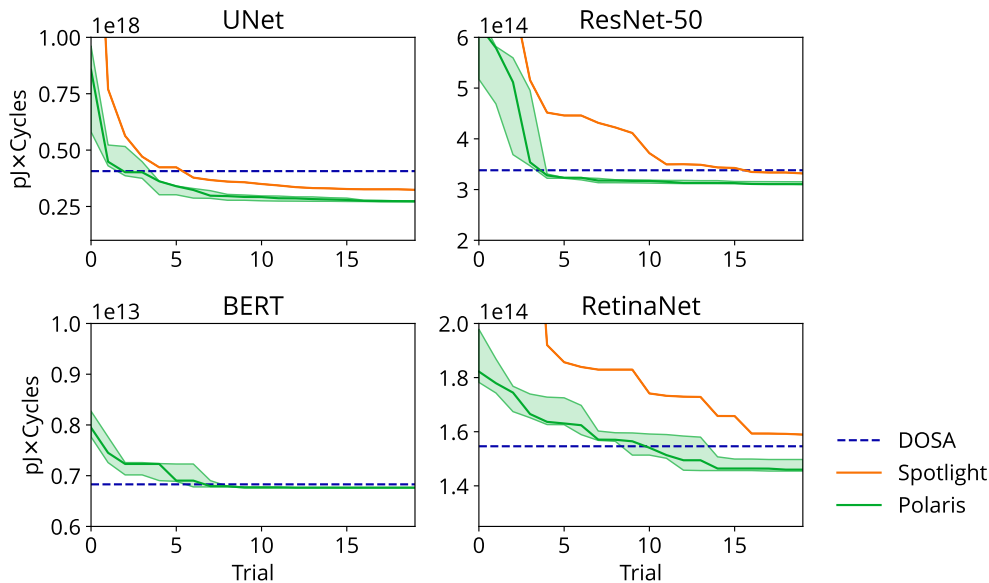 UNet
1e18
1.00
0.75
0.50
0.25
pJ×Cycles
0 5 10 15
ResNet-50
1e14
6
5
4
3
2
0 5 10 15
BERT
1e13
1.0
0.9
0.8
0.7
0.6
pJ×Cycles
0 5 10 15
Trial
RetinaNet
1e14
2.0
1.8
1.6
1.4
0 5 10 15
Trial
DOSA
Spotlight
Polaris